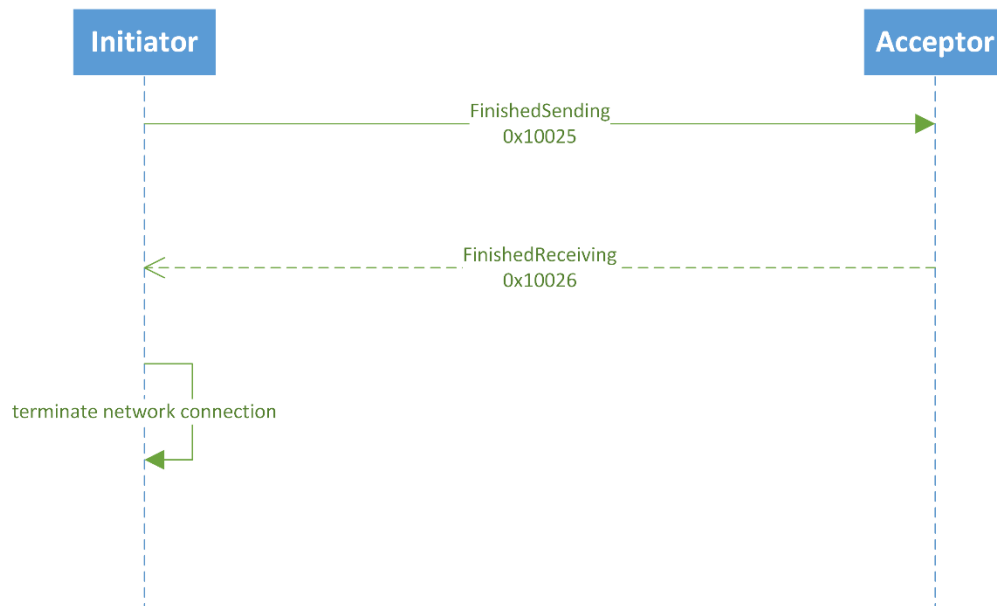 Initiator
Acceptor
FinishedSending
0x10025
FinishedReceiving
0x10026
terminate network connection